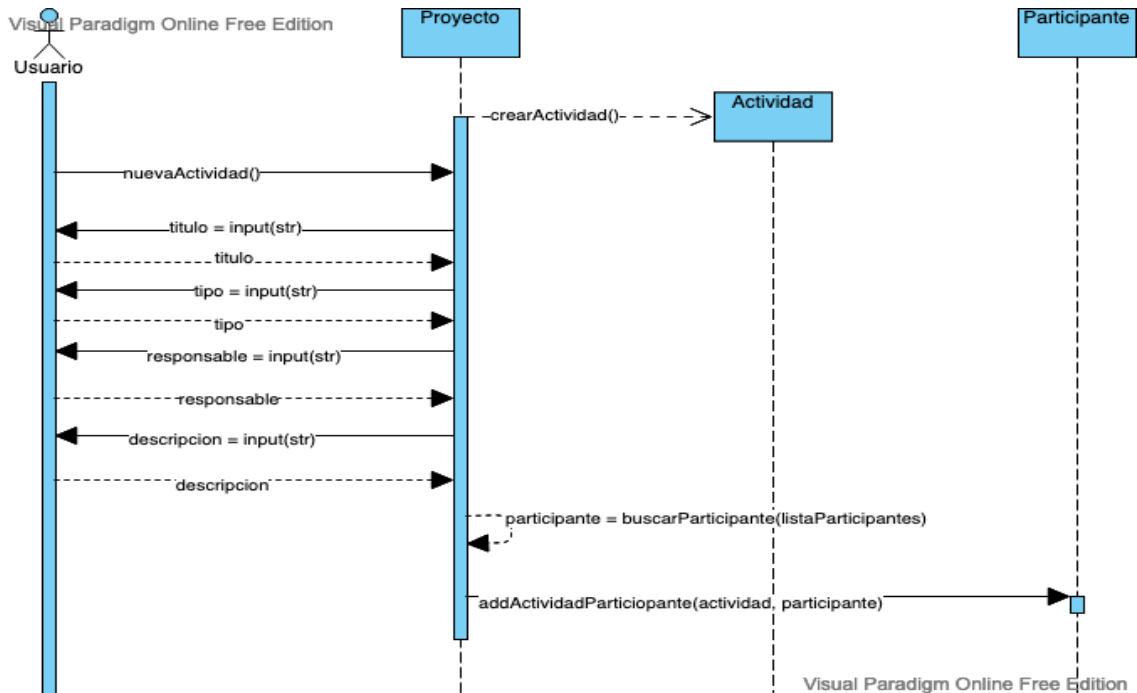 Visual Paradigm Online Free Edition
Proyecto
Participante
Usuario
Actividad
crearActividad()
nuevaActividad()
titulo = input(str)
titulo
tipo = input(str)
tipo
responsable = input(str)
responsable
descripcion = input(str)
descripcion
participante = buscarParticipante(listaParticipantes)
addActividadParticiopante(actividad, participante)
Visual Paradigm Online Free Edition